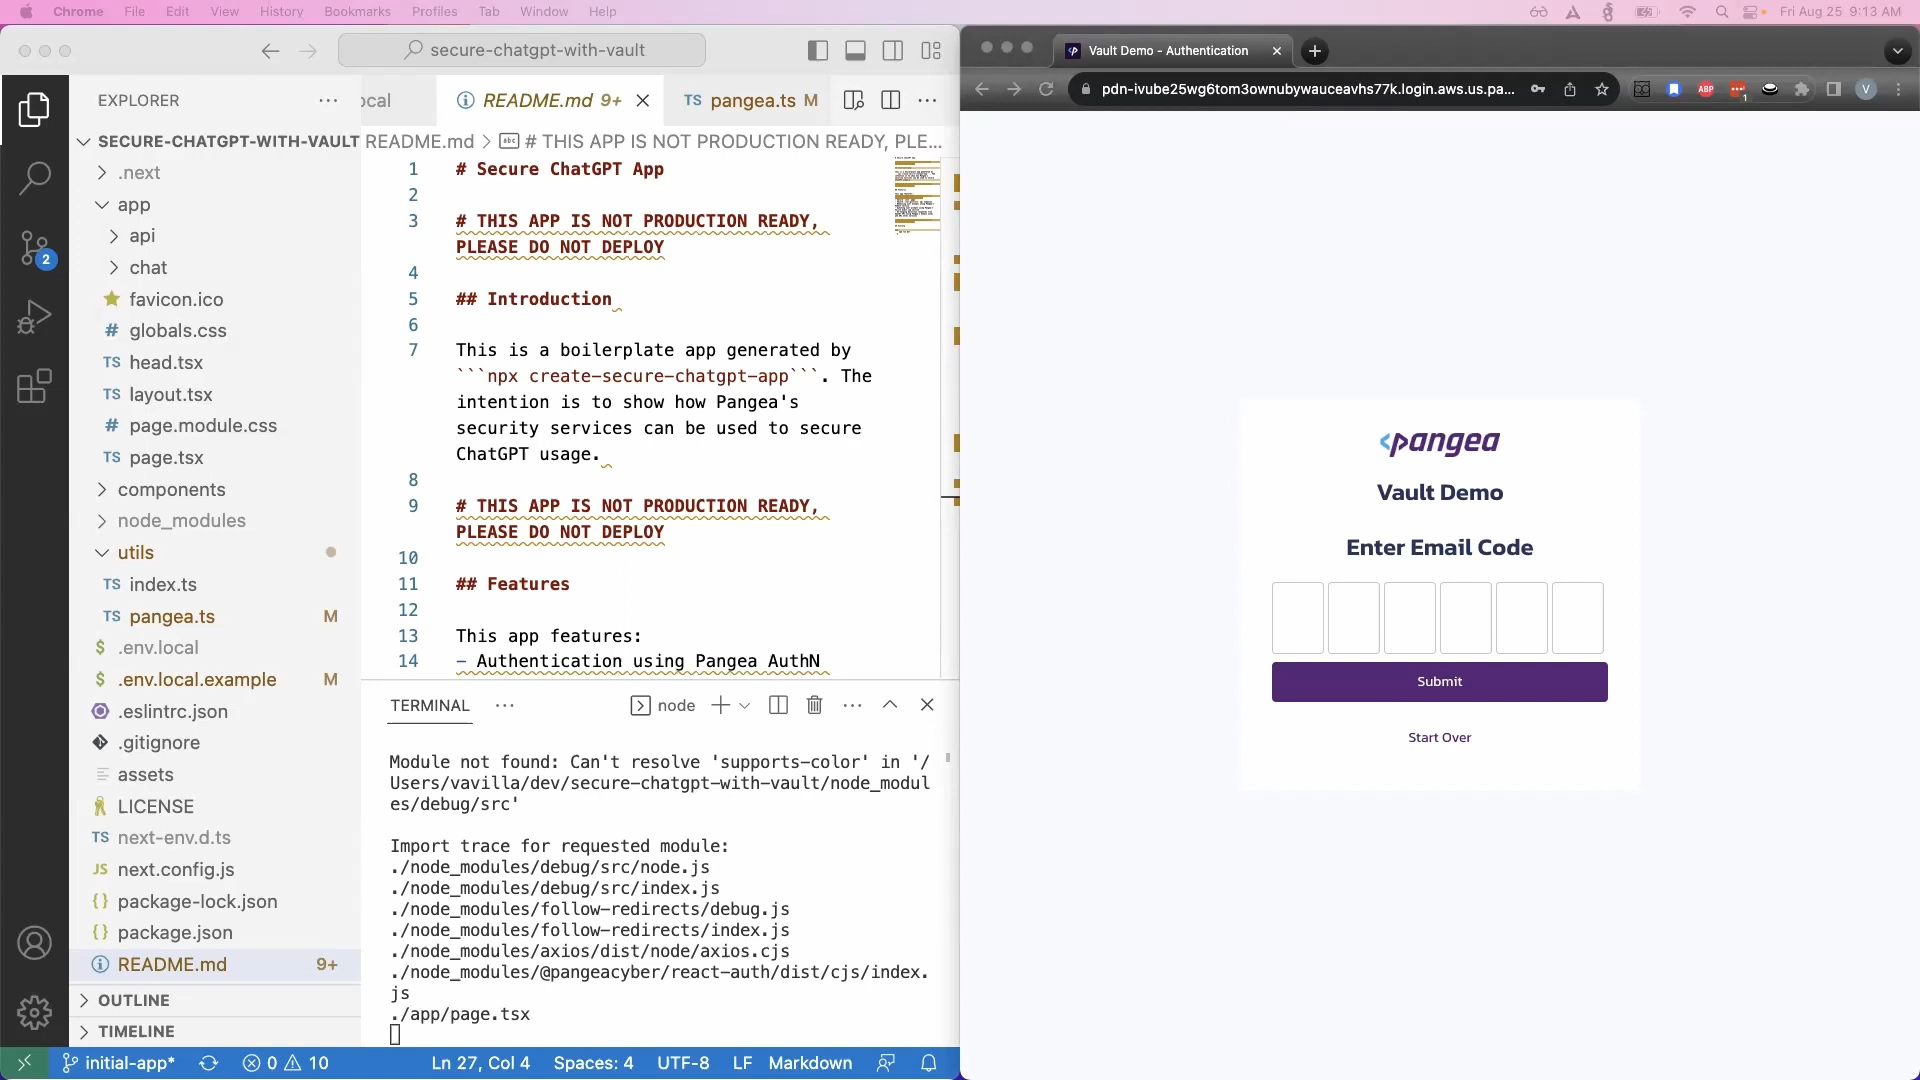 Chrome File Edit View History Bookmarks Profiles Tab Window Help
Fri Aug 25 9:13 AM
secure-chatgpt-with-vault
Vault Demo - Authentication
pdn-ivube25wg6tom3ownubywauceavhs77k.login.aws.us.pa...
ABP
1
V
EXPLORER
ocal
README.md 9+
TS pangea.ts M
SECURE-CHATGPT-WITH-VAULT
README.md > abc # THIS APP IS NOT PRODUCTION READY, PLE...
.next
app
api
chat
favicon.ico
# globals.css
TS head.tsx
TS layout.tsx
# page.module.css
TS page.tsx
components
node_modules
utils
TS index.ts
TS pangea.ts M
$ .env.local
$ .env.local.example M
.eslintrc.json
.gitignore
assets
LICENSE
TS next-env.d.ts
JS next.config.js
{} package-lock.json
{} package.json
README.md 9+
OUTLINE
TIMELINE
2
1 # Secure ChatGPT App
2
3 # THIS APP IS NOT PRODUCTION READY,
PLEASE DO NOT DEPLOY
4
5 ## Introduction
6
7 This is a boilerplate app generated by
```npx create-secure-chatgpt-app```. The
intention is to show how Pangea's
security services can be used to secure
ChatGPT usage.
8
9 # THIS APP IS NOT PRODUCTION READY,
PLEASE DO NOT DEPLOY
10
11 ## Features
12
13 This app features:
14 - Authentication using Pangea AuthN
TERMINAL
node
Module not found: Can't resolve 'supports-color' in '/
Users/vavilla/dev/secure-chatgpt-with-vault/node_modul
es/debug/src'
Import trace for requested module:
./node_modules/debug/src/node.js
./node_modules/debug/src/index.js
./node_modules/follow-redirects/debug.js
./node_modules/follow-redirects/index.js
./node_modules/axios/dist/node/axios.cjs
./node_modules/@pangeacyber/react-auth/dist/cjs/index.
js
./app/page.tsx
initial-app* 0 10 Ln 27, Col 4 Spaces: 4 UTF-8 LF Markdown
pangea
Vault Demo
Enter Email Code
Submit
Start Over